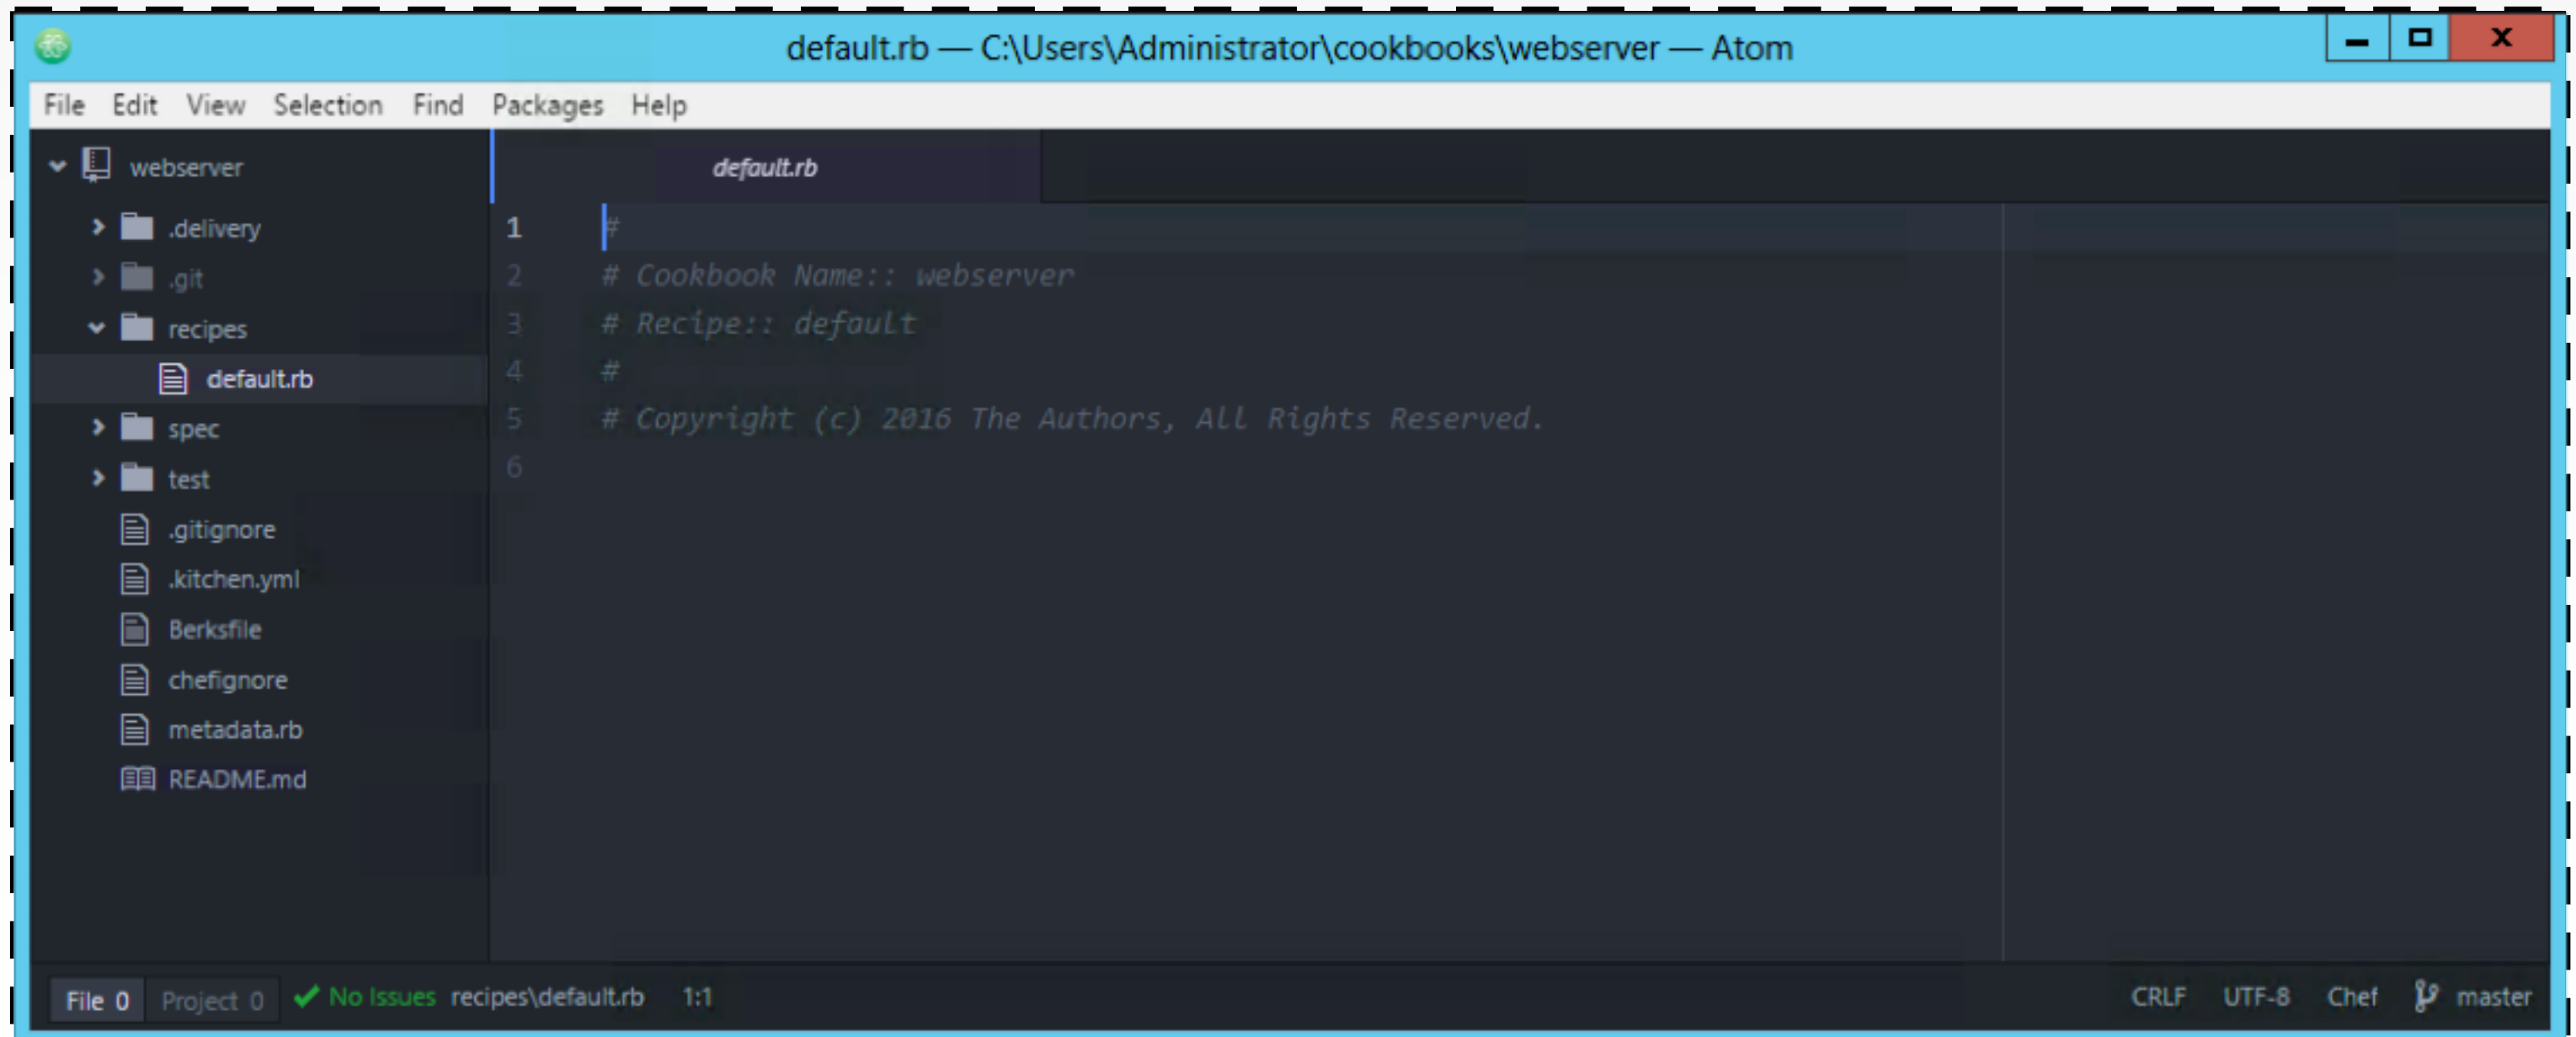 default.rb — C:\Users\Administrator\cookbooks\webserver — Atom
File Edit View Selection Find Packages Help
webserver
.delivery
.git
recipes
default.rb
spec
test
.gitignore
.kitchen.yml
Berksfile
chefignore
metadata.rb
README.md
default.rb
1 #
2 # Cookbook Name:: webserver
3 # Recipe:: default
4 #
5 # Copyright (c) 2016 The Authors, All Rights Reserved.
6
File 0 Project 0 No Issues recipes\default.rb 1:1 CRLF UTF-8 Chef master